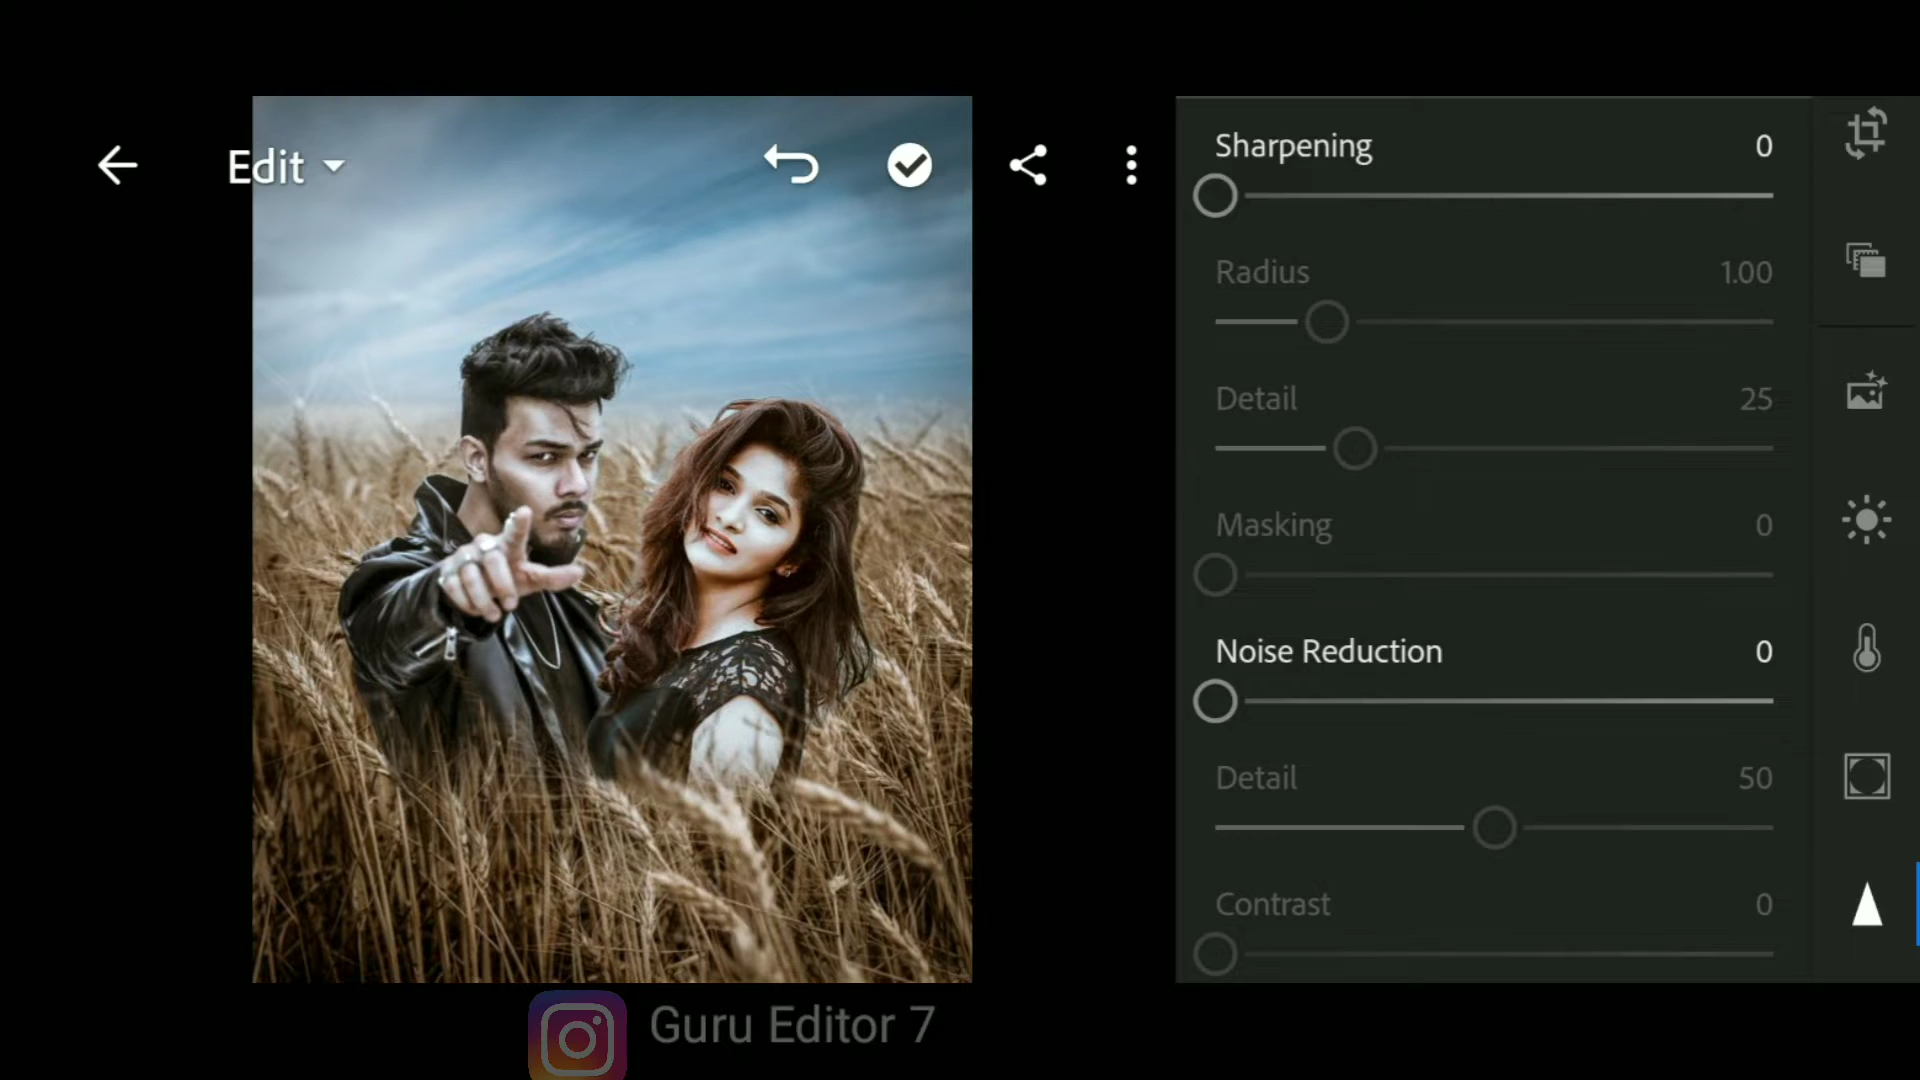 Edit
Sharpening 0
Radius 1.00
Detail 25
Masking 0
Noise Reduction 0
Detail 50
Contrast 0
Guru Editor 7